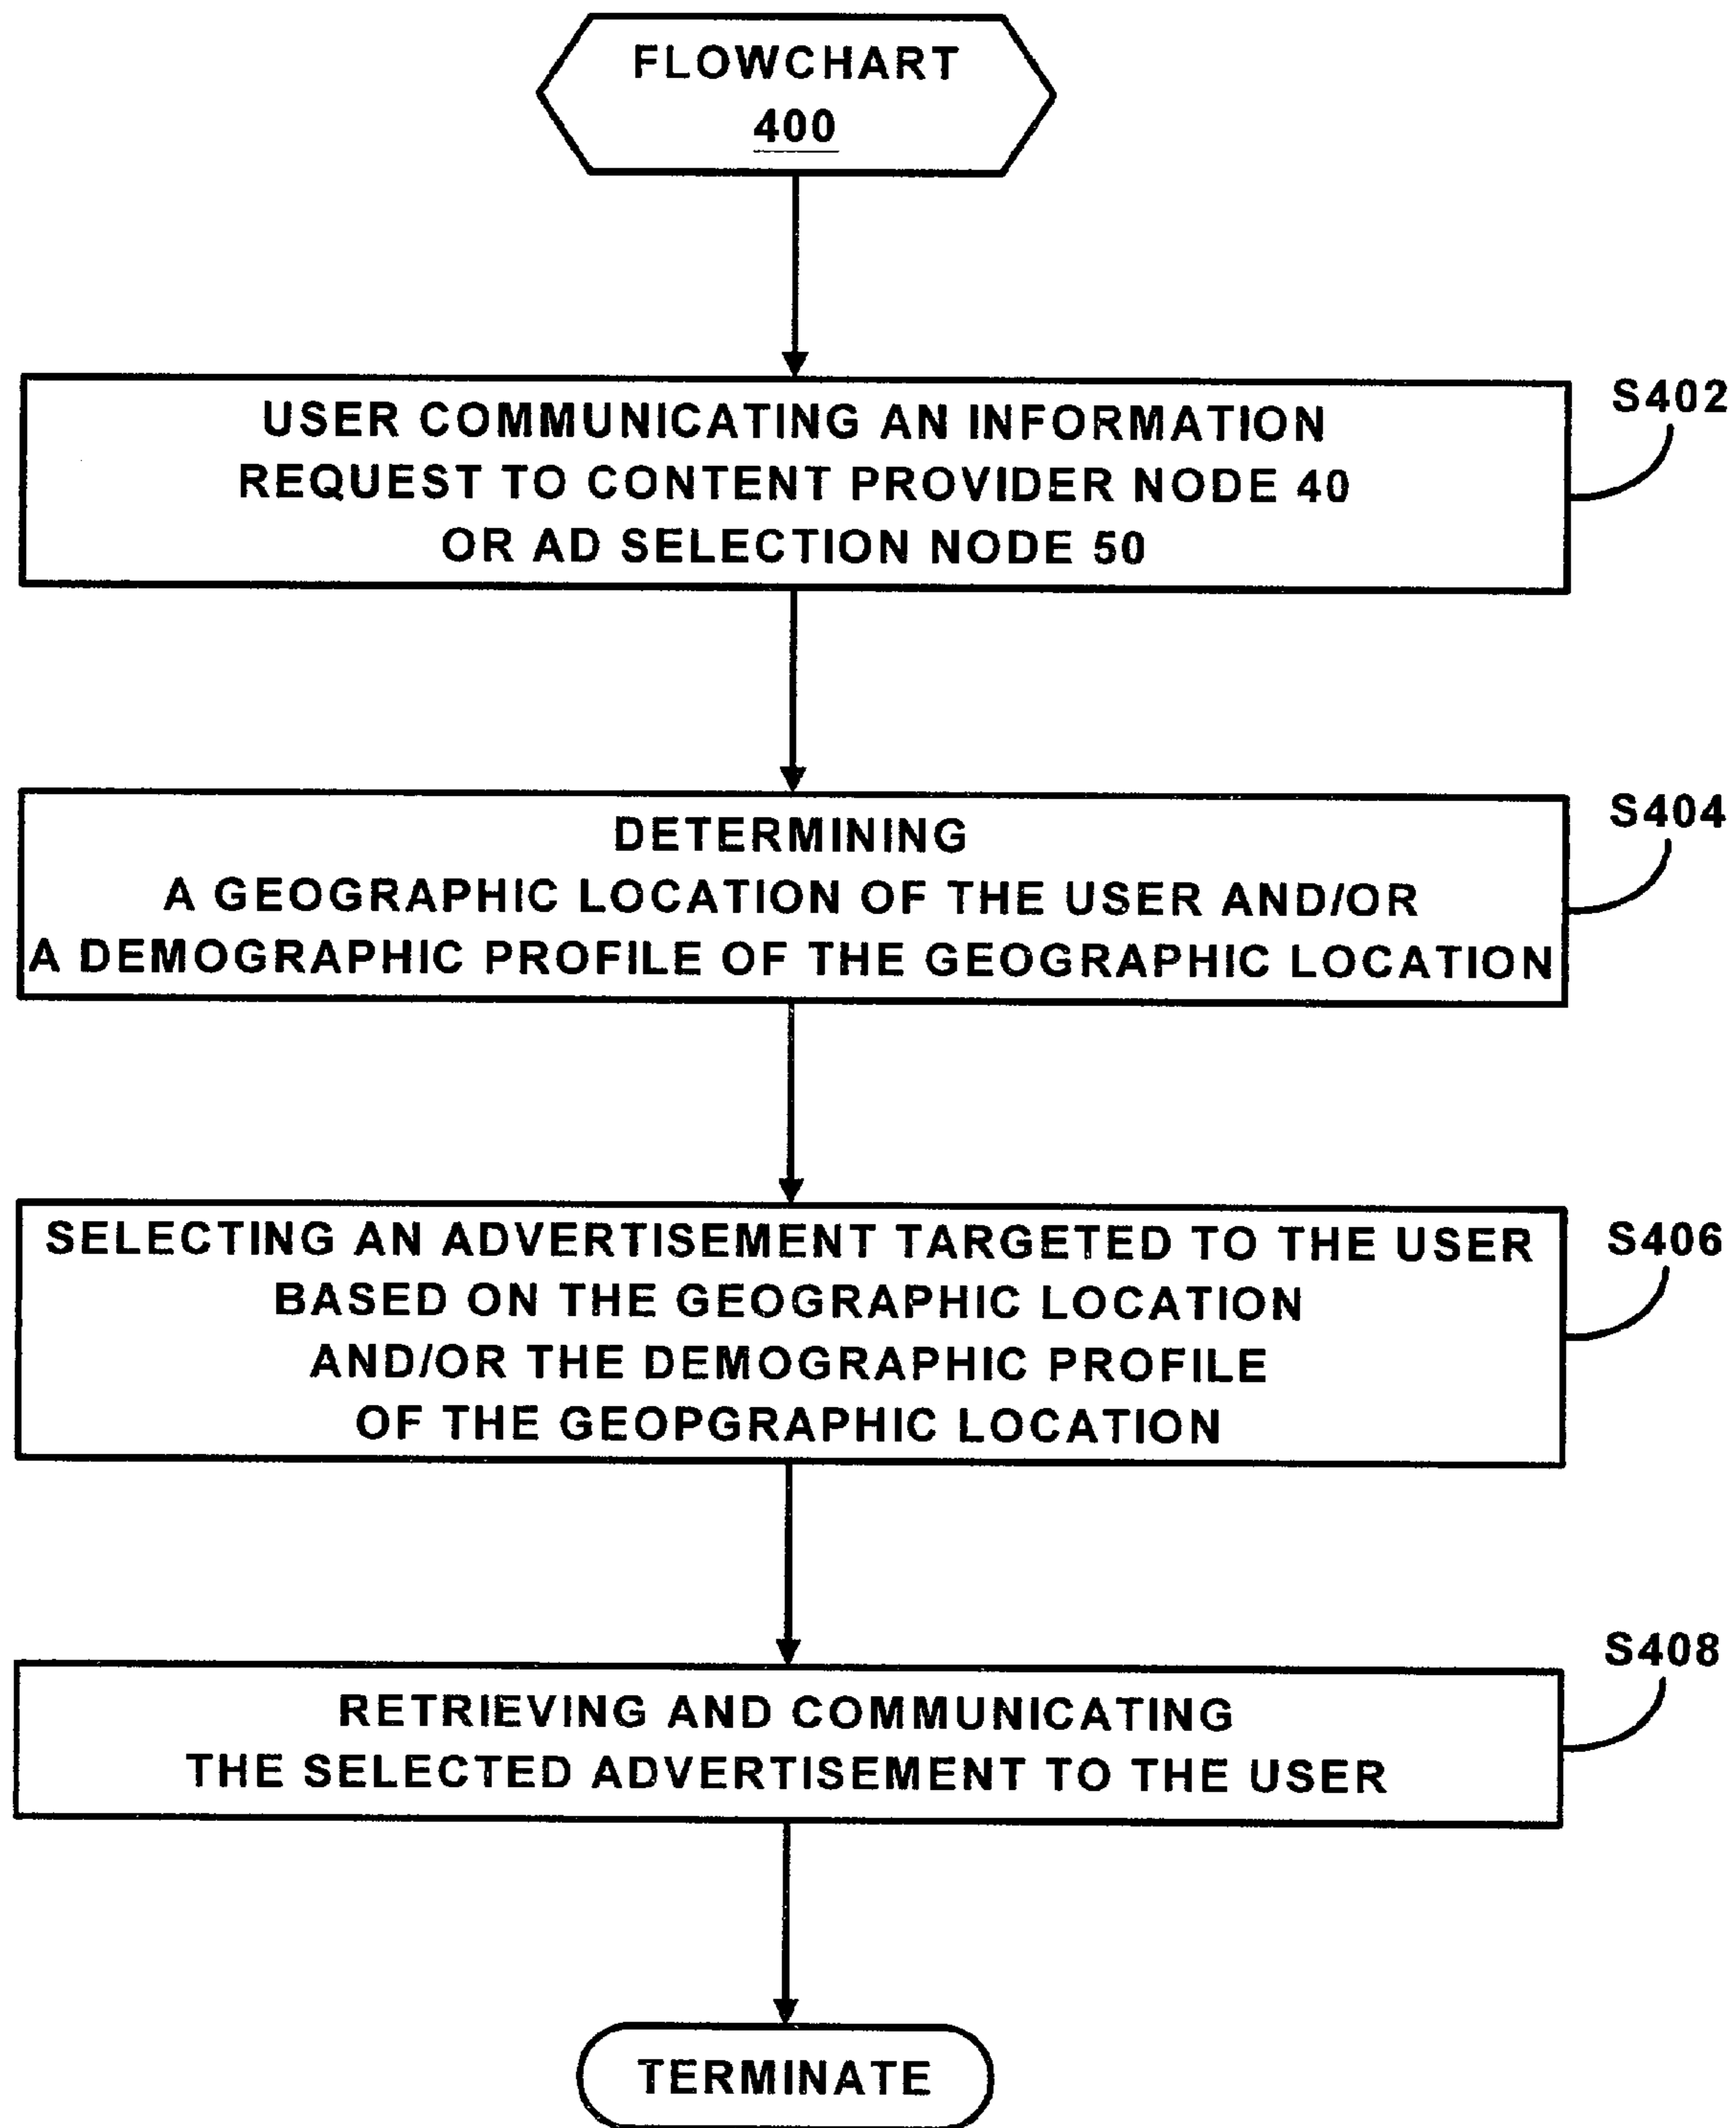 FLOWCHART
400
USER COMMUNICATING AN INFORMATION
REQUEST TO CONTENT PROVIDER NODE 40
OR AD SELECTION NODE 50
S402
DETERMINING
A GEOGRAPHIC LOCATION OF THE USER AND/OR
A DEMOGRAPHIC PROFILE OF THE GEOGRAPHIC LOCATION
S404
SELECTING AN ADVERTISEMENT TARGETED TO THE USER
BASED ON THE GEOGRAPHIC LOCATION
AND/OR THE DEMOGRAPHIC PROFILE
OF THE GEOPGRAPHIC LOCATION
S406
RETRIEVING AND COMMUNICATING
THE SELECTED ADVERTISEMENT TO THE USER
S408
TERMINATE